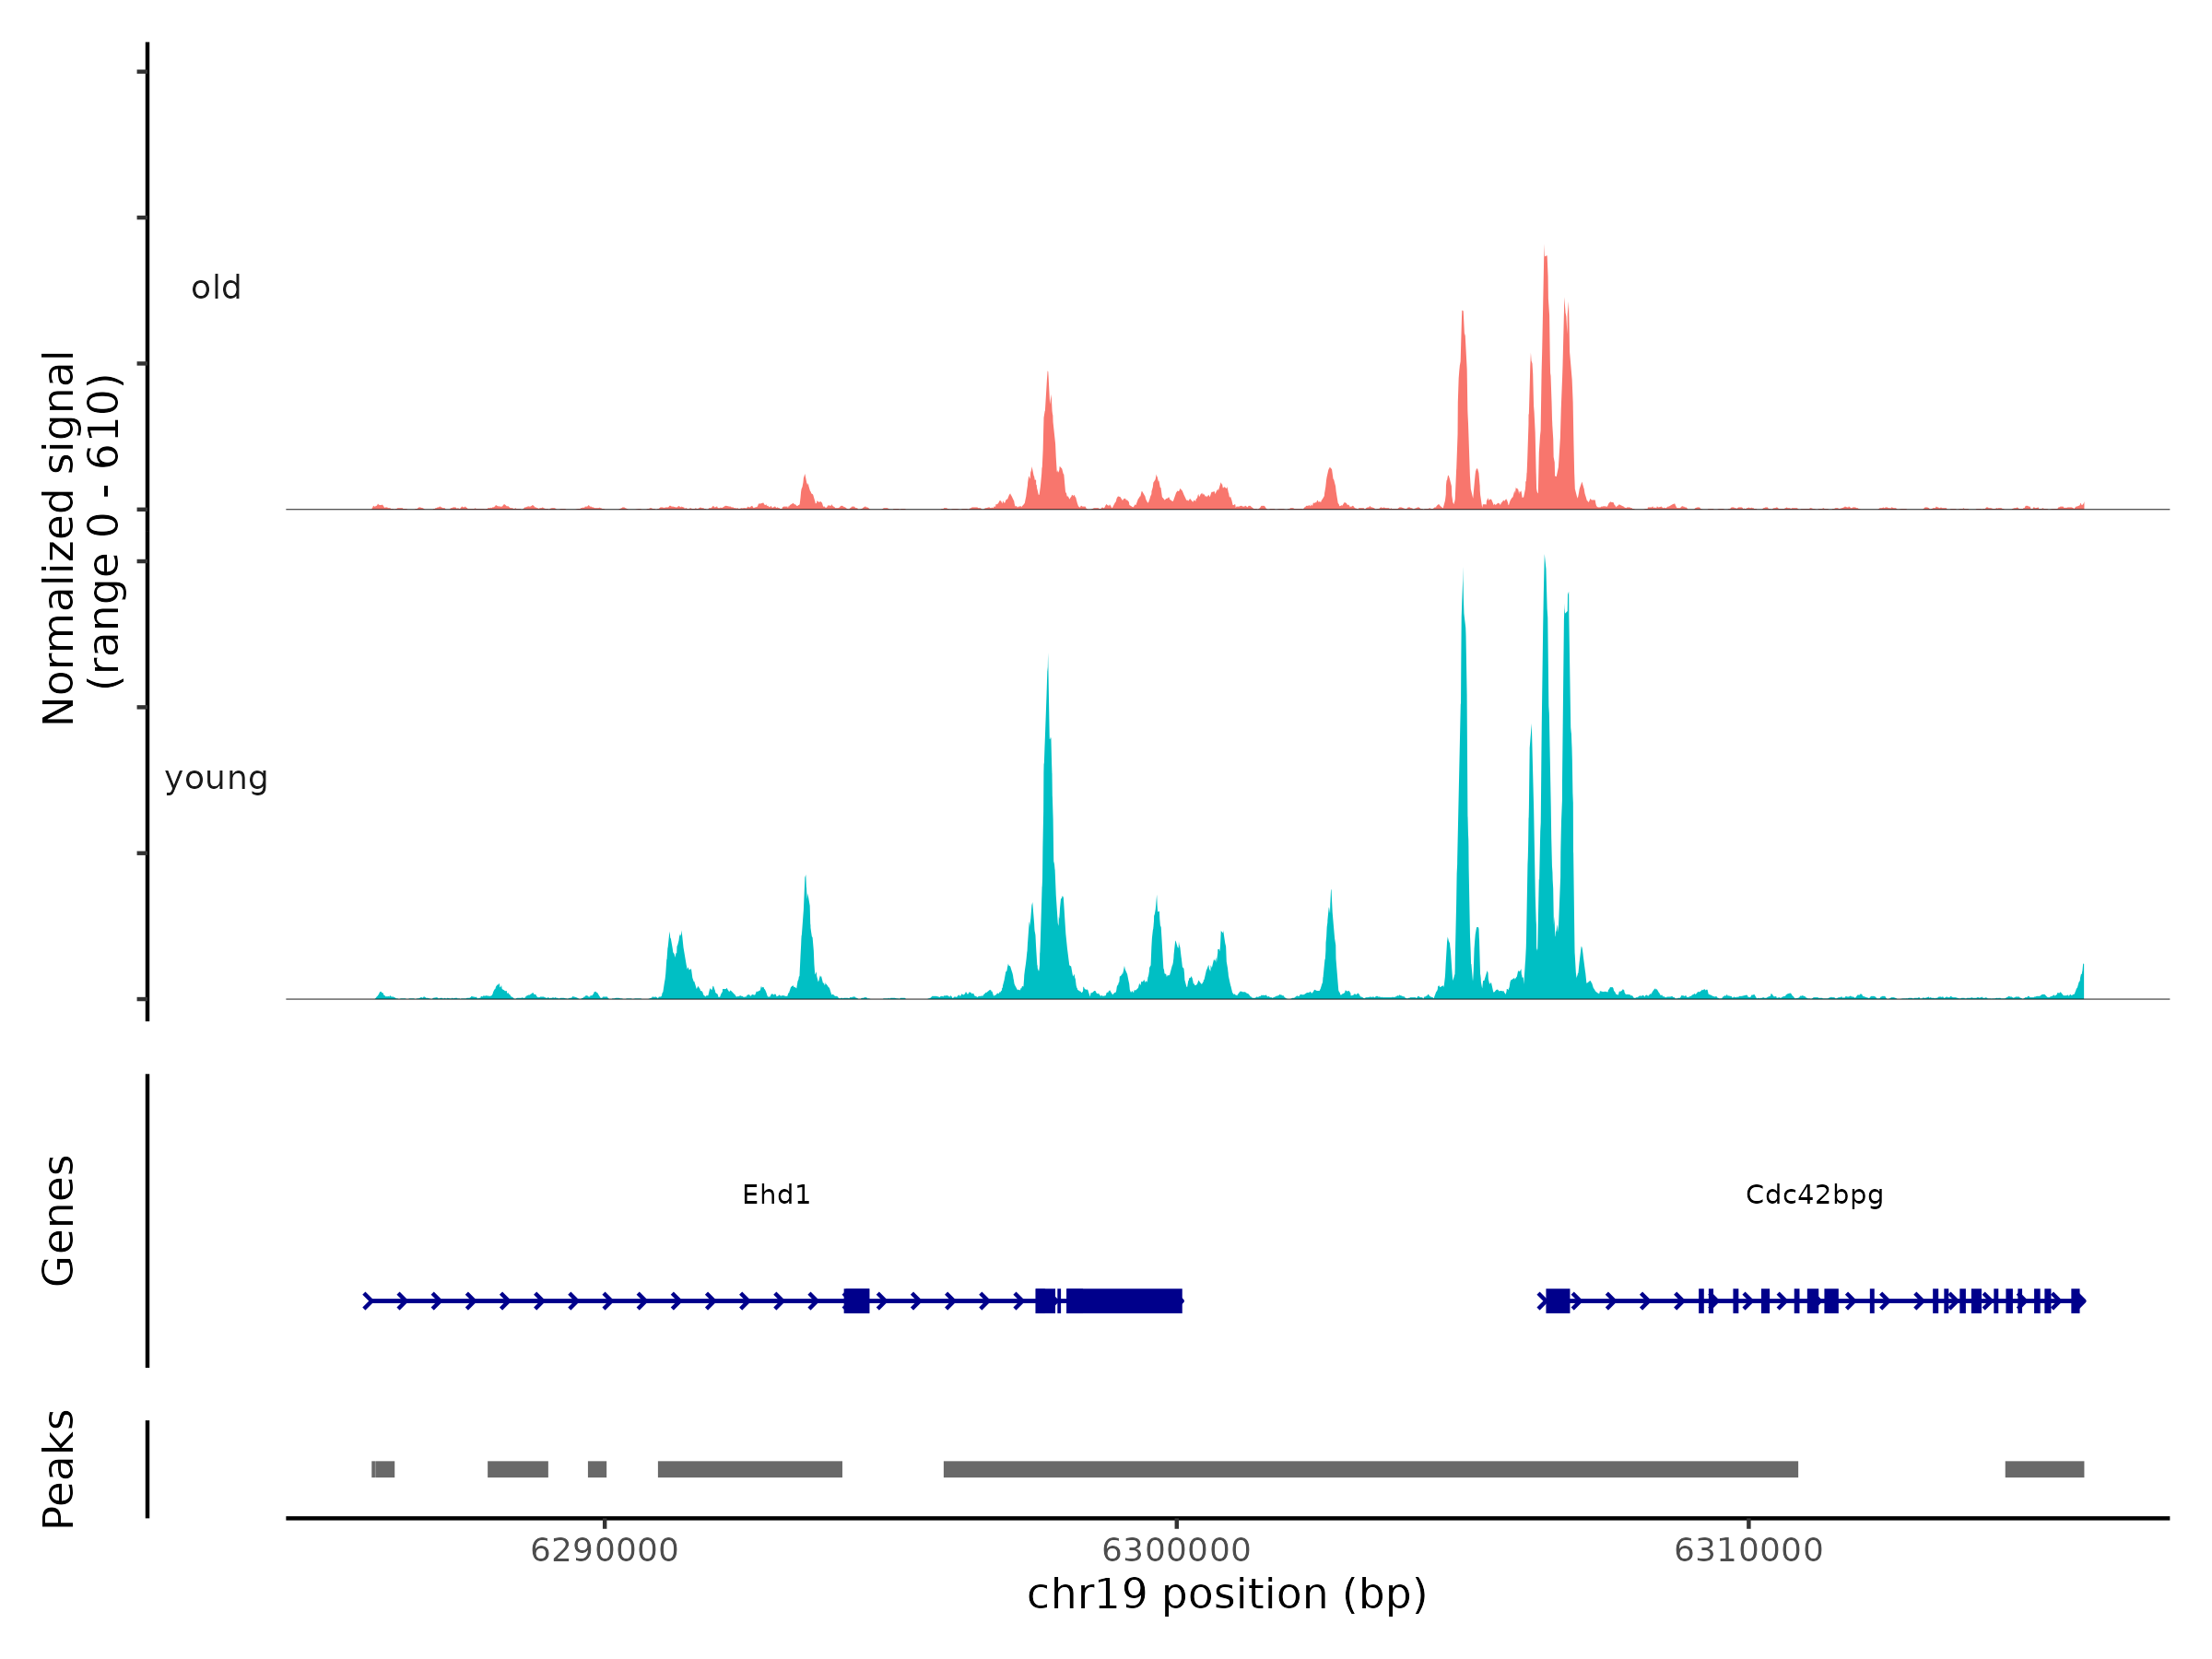 Normalized signal
(range 0 - 610)
old
young
Genes
Ehd1
Cdc42bpg
Peaks
6290000
6300000
6310000
chr19 position (bp)